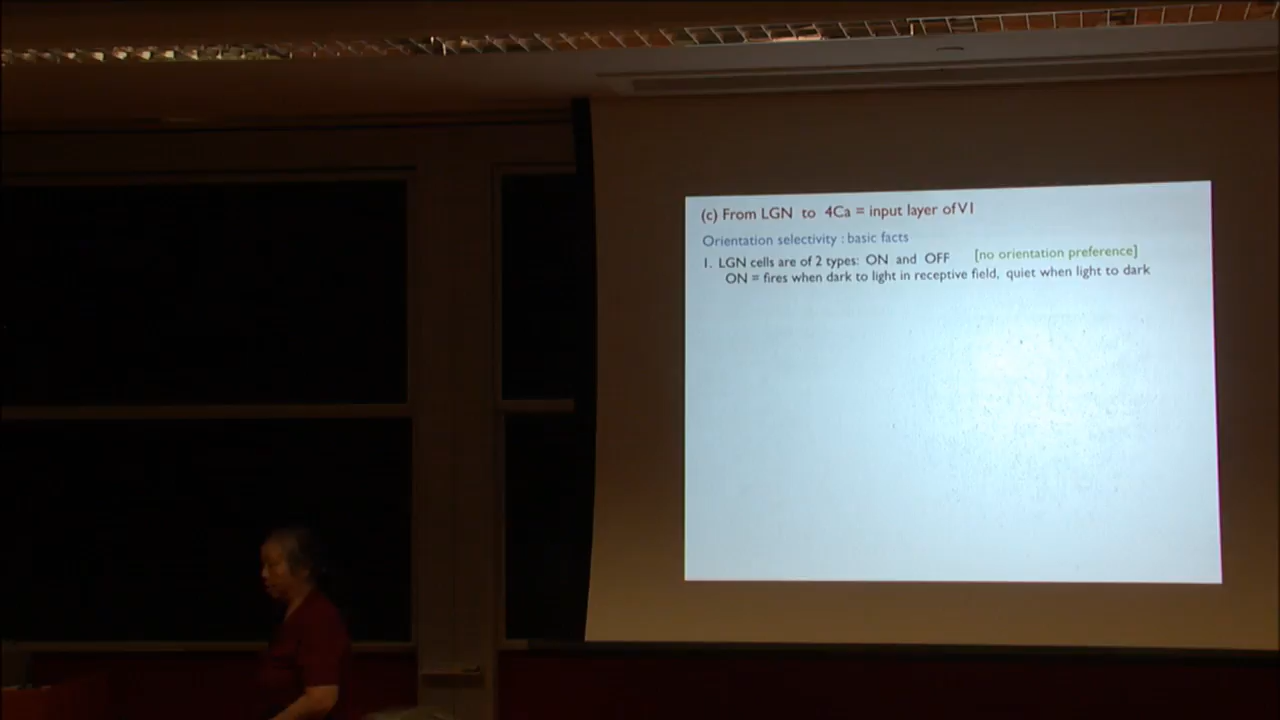 (c) From LGN to 4Ca = input layer of V1
Orientation selectivity : basic facts
1. LGN cells are of 2 types: ON and OFF [no orientation preference]
ON = fires when dark to light in receptive field, quiet when light to dark